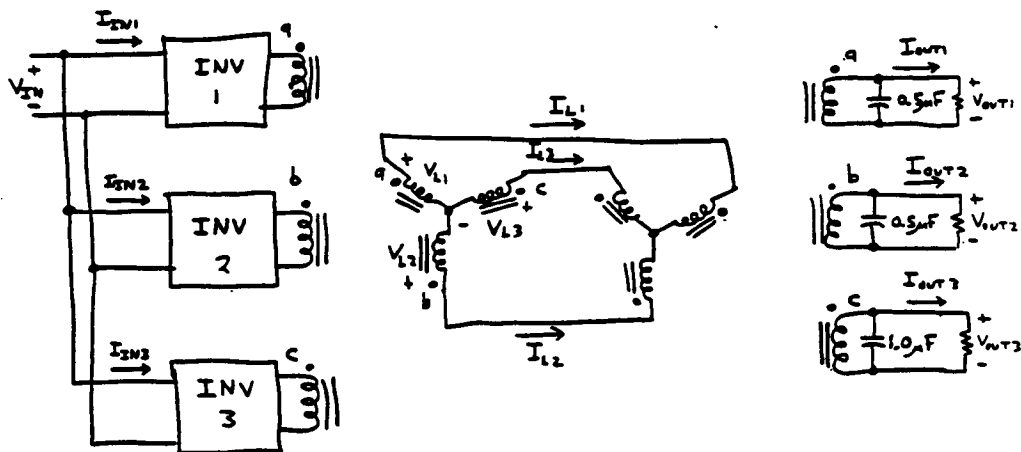 I_IN1
a
INV 1
+
V_IN
-
I_IN2
b
INV 2
I_IN3
c
INV 3
I_L1
I_L3
a
+
V_L1
c
+
-
V_L3
V_L2
+
b
I_L2
a
I_OUT1
0.5μF
+
V_OUT1
-
b
I_OUT2
0.5μF
+
V_OUT2
-
c
I_OUT3
1.0μF
+
V_OUT3
-